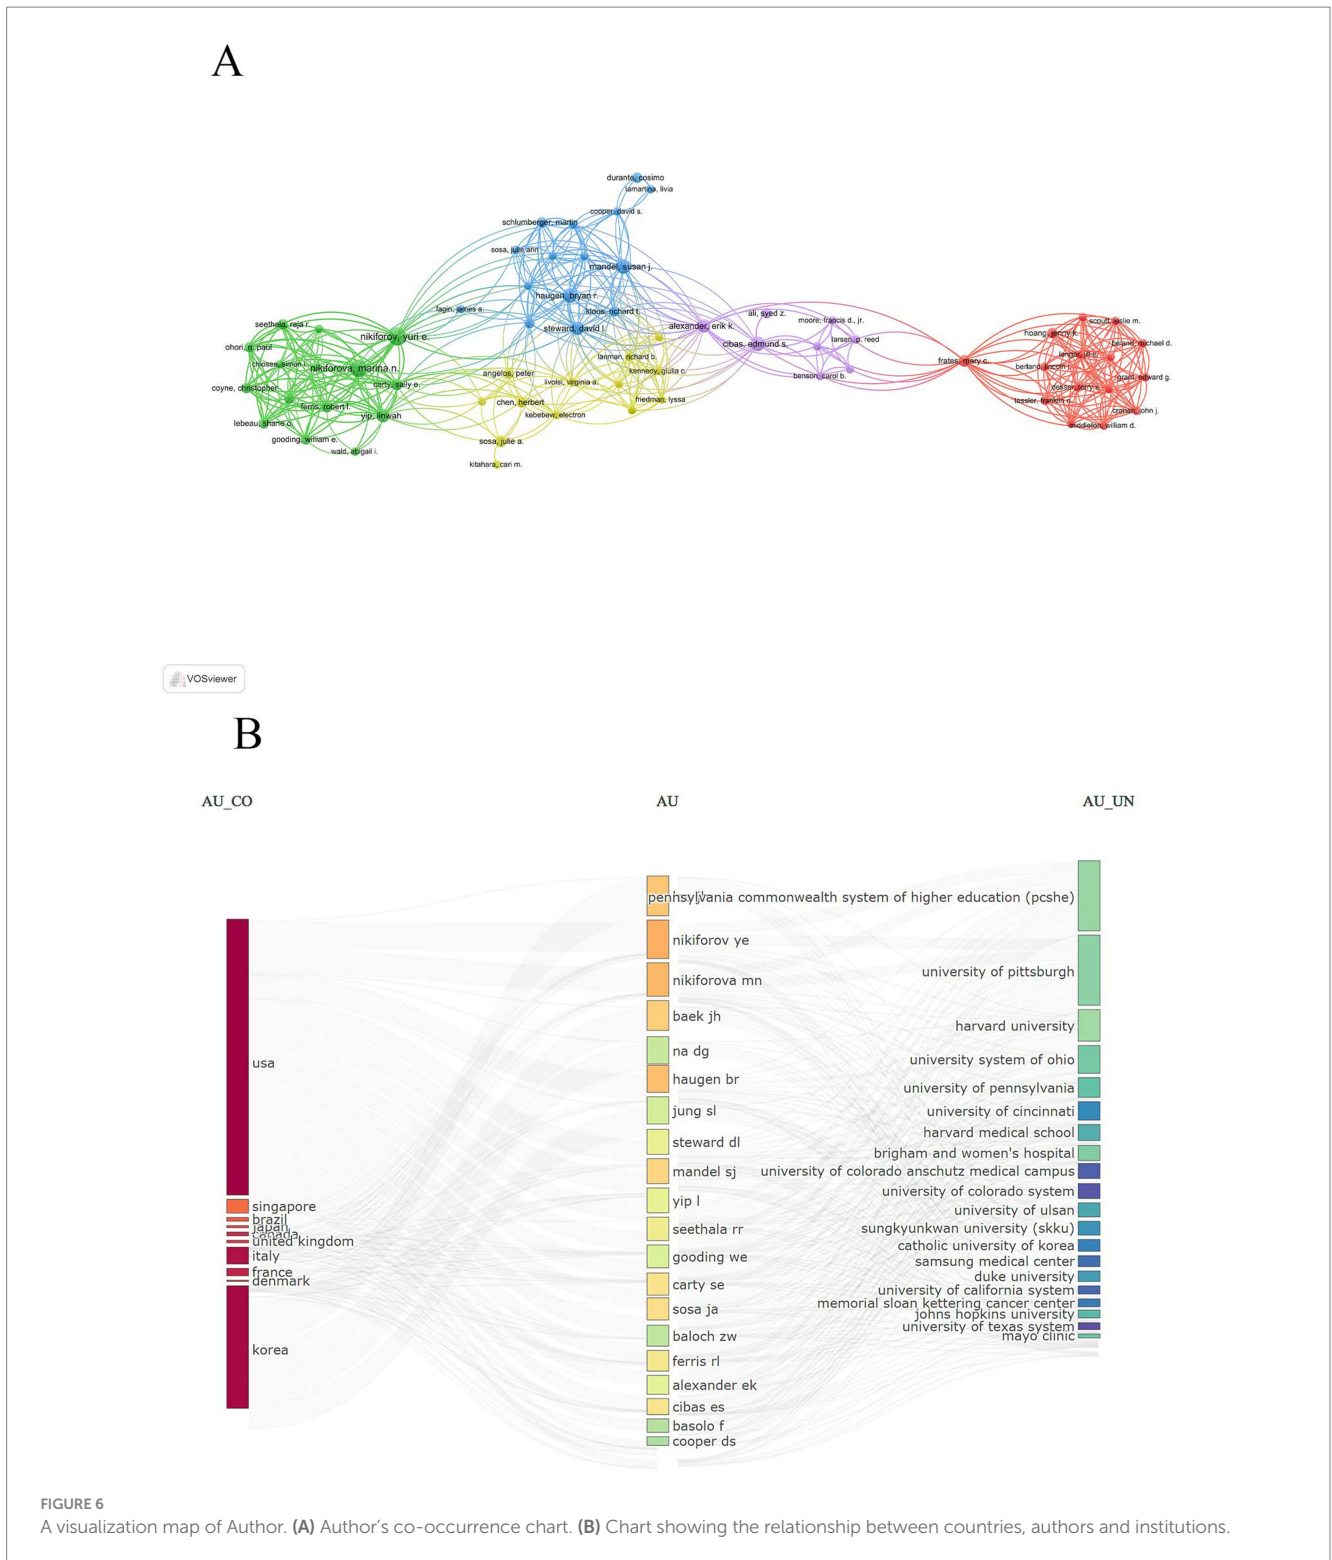 A
durante, cosimo
lamartina, livia
cooper, david s.
schlumberger, martin
sosa, julie ann
mandel, susan j.
haugen, bryan r.
fagin, james a.
kloos, richard t.
steward, david l.
ali, syed z.
alexander, erik k.
moore, francis d., jr.
cibas, edmund s.
larsen, p. reed
benson, carol b.
frates, mary c.
scoutt, leslie m.
hoang, jenny k.
beland, michael d.
langer, jill e.
berland, lincoln l.
grant, edward g.
desser, terry s.
tessler, franklin n.
cronan, john j.
middleton, william d.
seethala, raja r.
nikiforov, yuri e.
ohori, n. paul
chiosea, simon i.
nikiforova, marina n.
coyne, christopher
carty, sally e.
ferris, robert l.
yip, linwah
lebeau, shane o.
gooding, william e.
wald, abigail i.
lanman, richard b.
angelos, peter
kennedy, giulia c.
livolsi, virginia a.
chen, herbert
friedman, lyssa
kebebew, electron
sosa, julie a.
kitahara, cari m.
VOSviewer
B
AU_CO
AU
AU_UN
usa
singapore
brazil
japan
canada
united kingdom
italy
france
denmark
korea
nikiforov ye
nikiforova mn
baek jh
na dg
haugen br
jung sl
steward dl
mandel sj
yip l
seethala rr
gooding we
carty se
sosa ja
baloch zw
ferris rl
alexander ek
cibas es
basolo f
cooper ds
pennsylvania commonwealth system of higher education (pcshe)
university of pittsburgh
harvard university
university system of ohio
university of pennsylvania
university of cincinnati
harvard medical school
brigham and women's hospital
university of colorado anschutz medical campus
university of colorado system
university of ulsan
sungkyunkwan university (skku)
catholic university of korea
samsung medical center
duke university
university of california system
memorial sloan kettering cancer center
johns hopkins university
university of texas system
mayo clinic
FIGURE 6
A visualization map of Author. (A) Author's co-occurrence chart. (B) Chart showing the relationship between countries, authors and institutions.